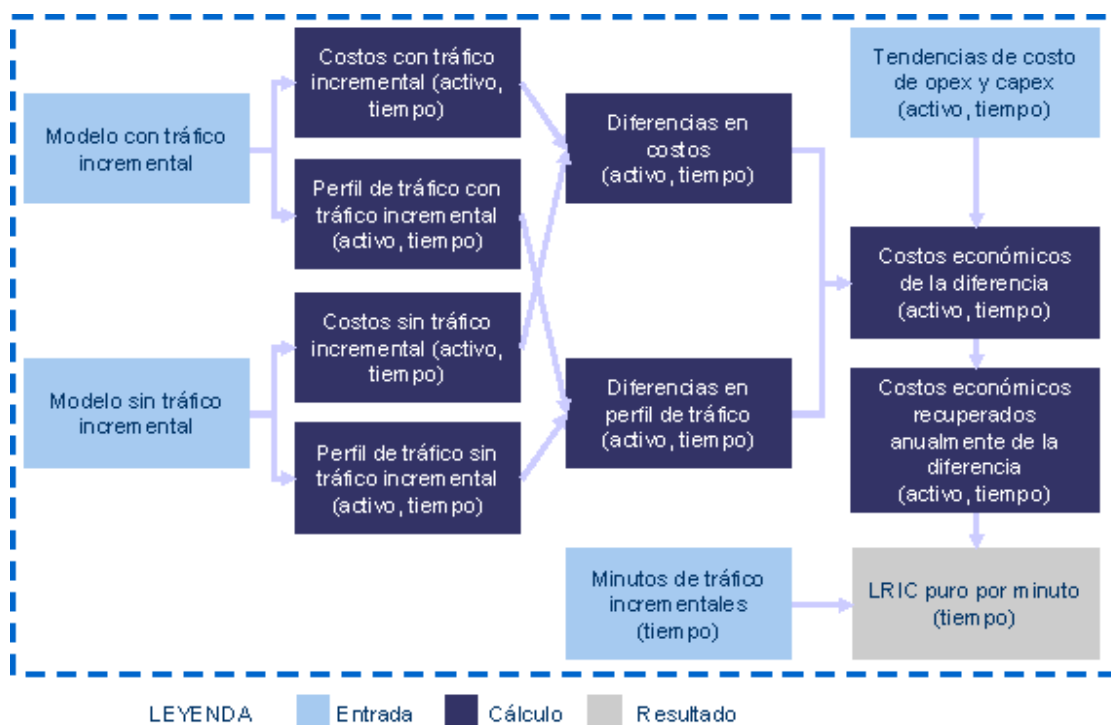 Modelo con tráfico
incremental
Costos con tráfico
incremental (activo,
tiempo)
Perfil de tráfico con
tráfico incremental
(activo, tiempo)
Modelo sin tráfico
incremental
Costos sin tráfico
incremental (activo,
tiempo)
Perfil de tráfico sin
tráfico incremental
(activo, tiempo)
Diferencias en
costos
(activo, tiempo)
Diferencias en
perfil de tráfico
(activo, tiempo)
Minutos de tráfico
incrementales
(tiempo)
Tendencias de costo
de opex y capex
(activo, tiempo)
Costos económicos
de la diferencia
(activo, tiempo)
Costos económicos
recuperados
anualmente de la
diferencia
(activo, tiempo)
LRIC puro por minuto
(tiempo)
LEYENDA Entrada Cálculo Resultado